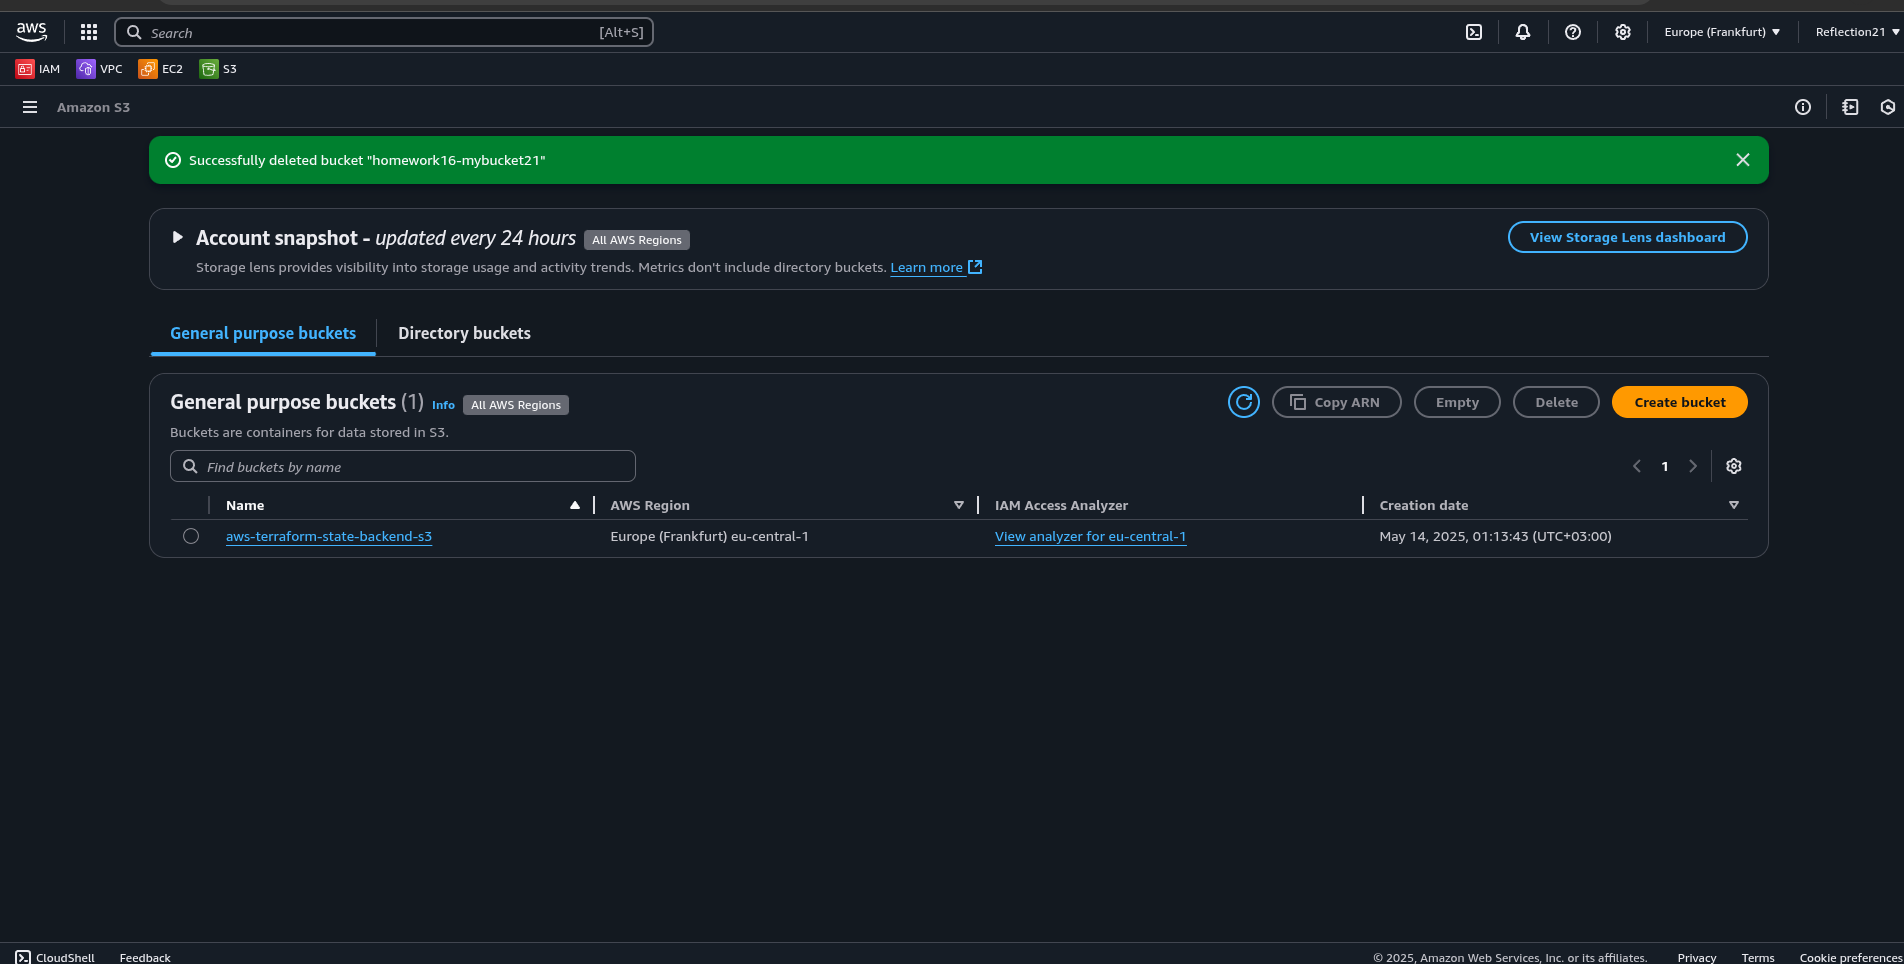 aws
Search [Alt+S] Europe (Frankfurt) Reflection21
IAM VPC EC2 S3
Amazon S3
Successfully deleted bucket "homework16-mybucket21"
Account snapshot - updated every 24 hours All AWS Regions View Storage Lens dashboard
Storage lens provides visibility into storage usage and activity trends. Metrics don't include directory buckets. Learn more
General purpose buckets Directory buckets
General purpose buckets (1) Info All AWS Regions Copy ARN Empty Delete Create bucket
Buckets are containers for data stored in S3.
Find buckets by name 1
Name AWS Region IAM Access Analyzer Creation date
aws-terraform-state-backend-s3 Europe (Frankfurt) eu-central-1 View analyzer for eu-central-1 May 14, 2025, 01:13:43 (UTC+03:00)
CloudShell Feedback © 2025, Amazon Web Services, Inc. or its affiliates. Privacy Terms Cookie preferences